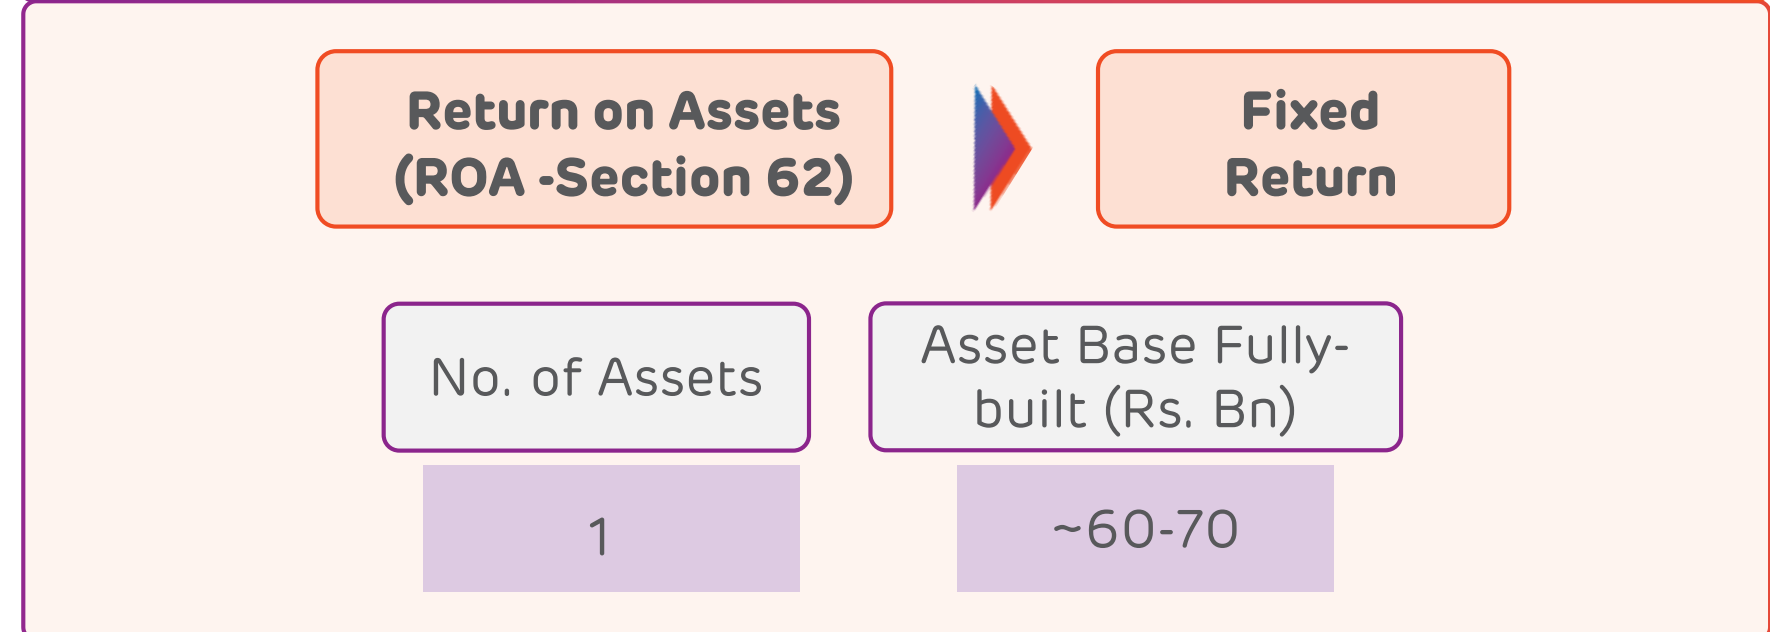 Return on Assets
(ROA -Section 62)
Fixed
Return
No. of Assets
Asset Base Fully-
built (Rs. Bn)
1
~60-70